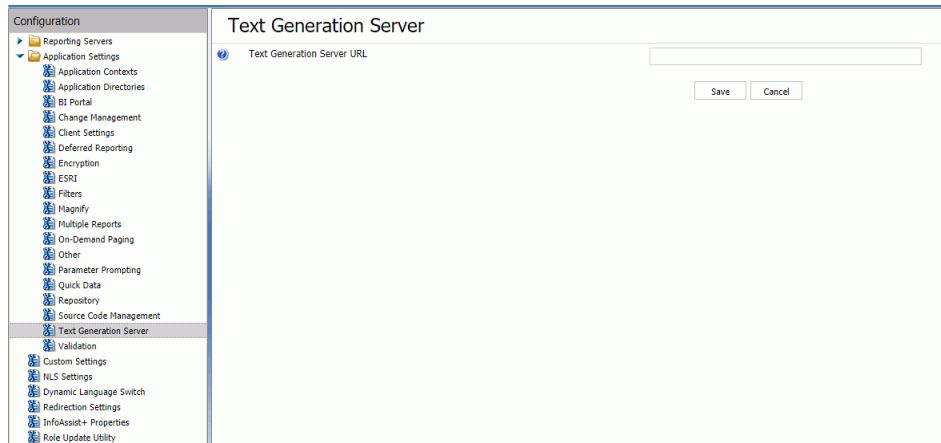 Configuration
Reporting Servers
Application Settings
Application Contexts
Application Directories
BI Portal
Change Management
Client Settings
Deferred Reporting
Encryption
ESRI
Filters
Magnify
Multiple Reports
On-Demand Paging
Other
Parameter Prompting
Quick Data
Repository
Source Code Management
Text Generation Server
Validation
Custom Settings
NLS Settings
Dynamic Language Switch
Redirection Settings
InfoAssist+ Properties
Role Update Utility
Text Generation Server
? Text Generation Server URL
Save Cancel